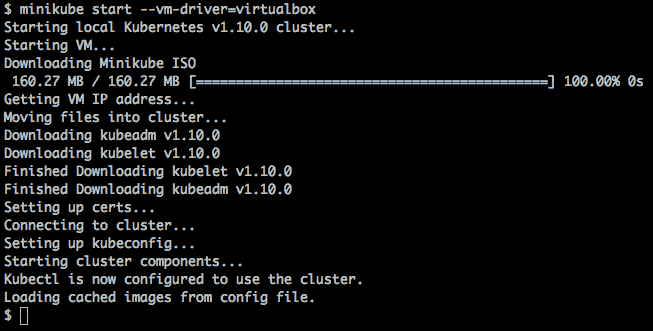 $ minikube start --vm-driver=virtualbox
Starting local Kubernetes v1.10.0 cluster...
Starting VM...
Downloading Minikube ISO
 160.27 MB / 160.27 MB [============================================] 100.00% 0s
Getting VM IP address...
Moving files into cluster...
Downloading kubeadm v1.10.0
Downloading kubelet v1.10.0
Finished Downloading kubelet v1.10.0
Finished Downloading kubeadm v1.10.0
Setting up certs...
Connecting to cluster...
Setting up kubeconfig...
Starting cluster components...
Kubectl is now configured to use the cluster.
Loading cached images from config file.
$